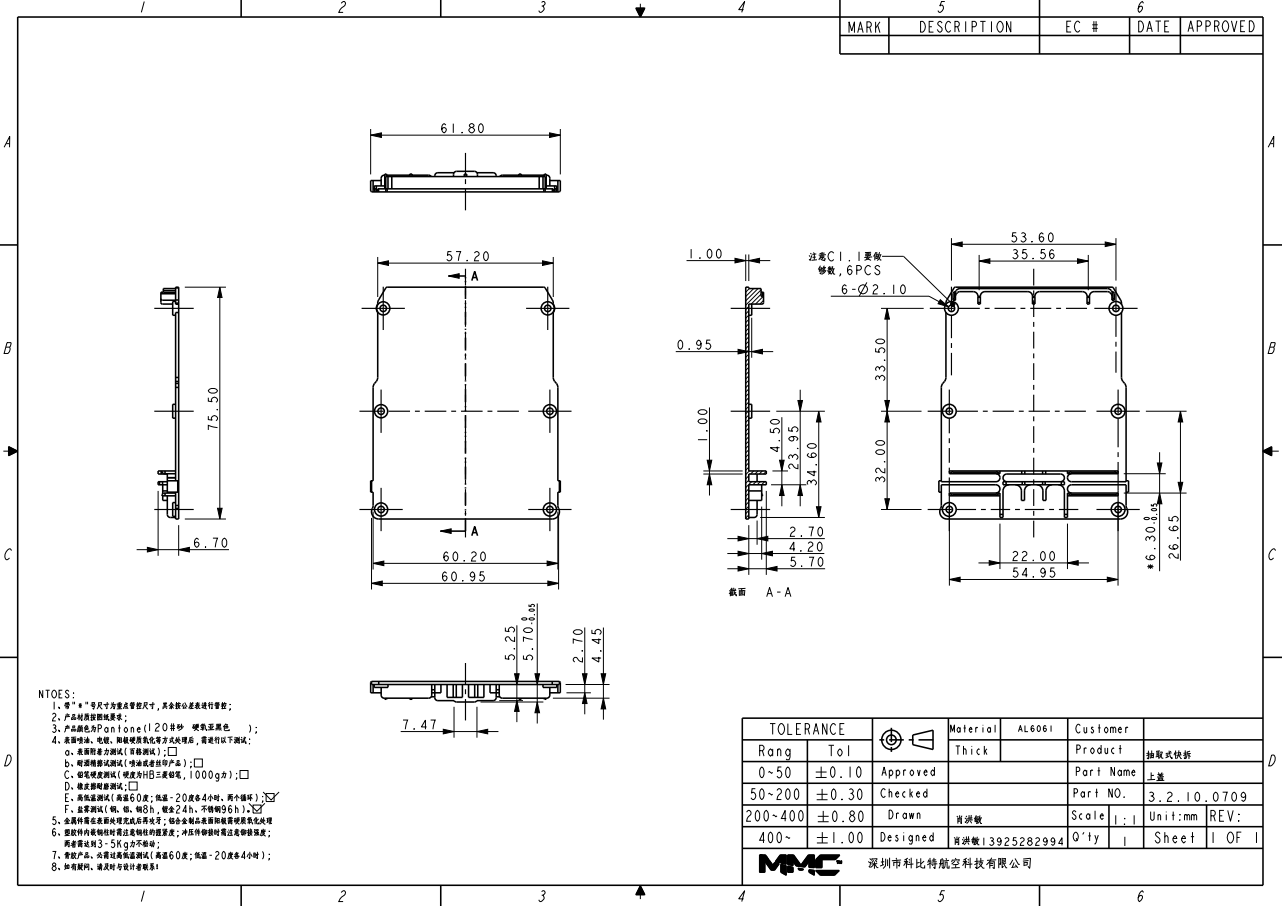 1 2 3 4 5 6
MARK DESCRIPTION EC # DATE APPROVED
A A
61.80
57.20
A
53.60
35.56
1.00
注意C1.1要做
够数,6PCS
6-Ø2.10
B B
0.95
33.50
75.50
1.00
4.50
23.95
34.60
32.00
A
6.70
60.20
60.95
2.70
4.20
5.70
22.00
54.95
*6.30 0 -0.05
26.65
C C
截面 A-A
5.25
5.70 0 -0.05
2.70
4.45
7.47
NTOES:
1、带"*"号尺寸为重点管控尺寸,其余按公差表进行管控;
2、产品材质按图纸要求;
3、产品颜色为Pantone(120#砂 硬氧亚黑色 );
4、表面喷油、电镀、阳极硬质氧化等方式处理后,需进行以下测试:
a、表面附着力测试(百格测试);
b、耐酒精擦试测试(喷油或者丝印产品);
C、铅笔硬度测试(硬度为HB三菱铅笔,1000g力);
D、橡皮擦耐磨测试;
E、高低温测试(高温60度;低温-20度各4小时、两个循环);
F、盐雾测试(铜、铝、钢8h,镀金24h、不锈钢96h)。
5、金属件需在表面处理完成后再攻牙;铝合金制品表面阳极需硬质氧化处理
6、塑胶件内嵌铜柱时需注意铜柱的握紧度;冲压件铆接时需注意铆接强度;
两者需达到3-5Kg力不松动;
7、管控产品、必需过高低温测试(高温60度;低温-20度各4小时);
8、如有疑问、请及时与设计者联系!
D D
TOLERANCE Material AL6061 Customer
Rang Tol Thick Product 抽取式快拆
0~50 ±0.10 Approved Part Name 上盖
50~200 ±0.30 Checked Part NO. 3.2.10.0709
200~400 ±0.80 Drawn 肖洪敏 Scale 1:1 Unit:mm REV:
400~ ±1.00 Designed 肖洪敏13925282994 Q'ty 1 Sheet 1 OF 1
MMC 深圳市科比特航空科技有限公司
1 2 3 4 5 6